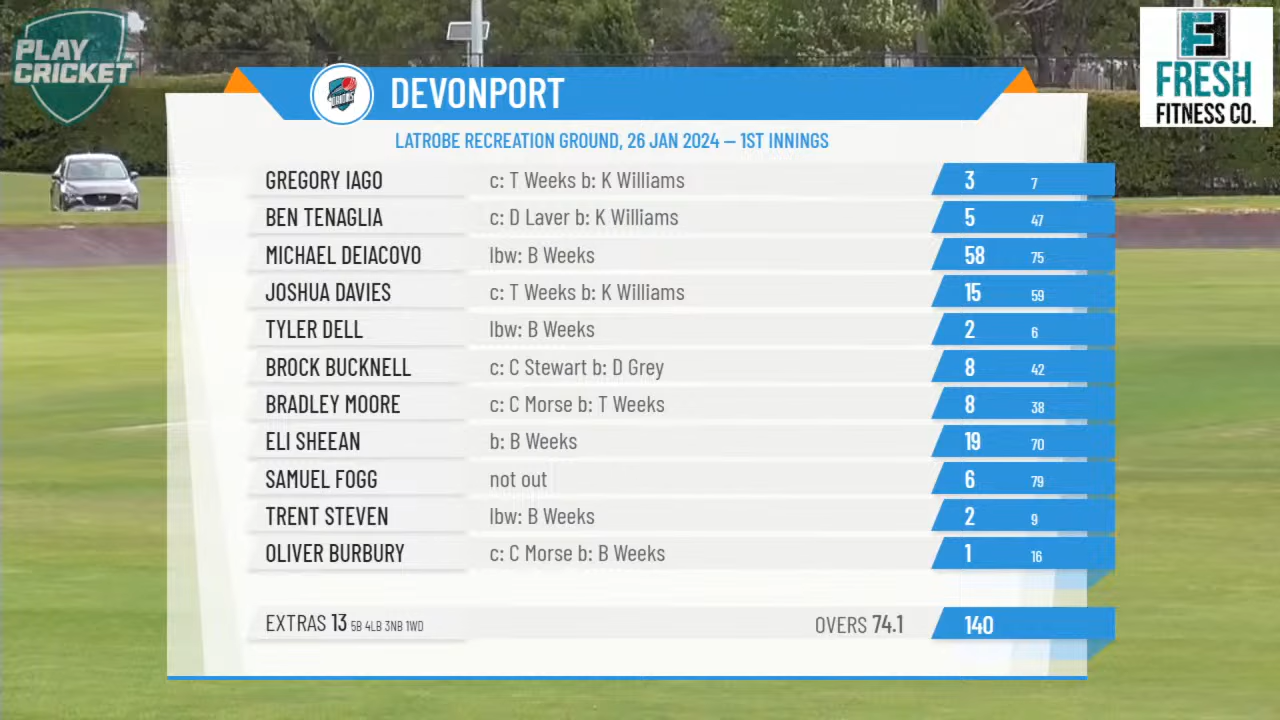 PLAY
CRICKET
DEVONPORT
FRESH
FITNESS CO.
LATROBE RECREATION GROUND, 26 JAN 2024 – 1ST INNINGS
GREGORY IAGO c: T Weeks b: K Williams 3 7
BEN TENAGLIA c: D Laver b: K Williams 5 47
MICHAEL DEIACOVO lbw: B Weeks 58 75
JOSHUA DAVIES c: T Weeks b: K Williams 15 59
TYLER DELL lbw: B Weeks 2 6
BROCK BUCKNELL c: C Stewart b: D Grey 8 42
BRADLEY MOORE c: C Morse b: T Weeks 8 38
ELI SHEEAN b: B Weeks 19 70
SAMUEL FOGG not out 6 79
TRENT STEVEN lbw: B Weeks 2 9
OLIVER BURBURY c: C Morse b: B Weeks 1 16
EXTRAS 13 5B 4LB 3NB 1WD OVERS 74.1 140